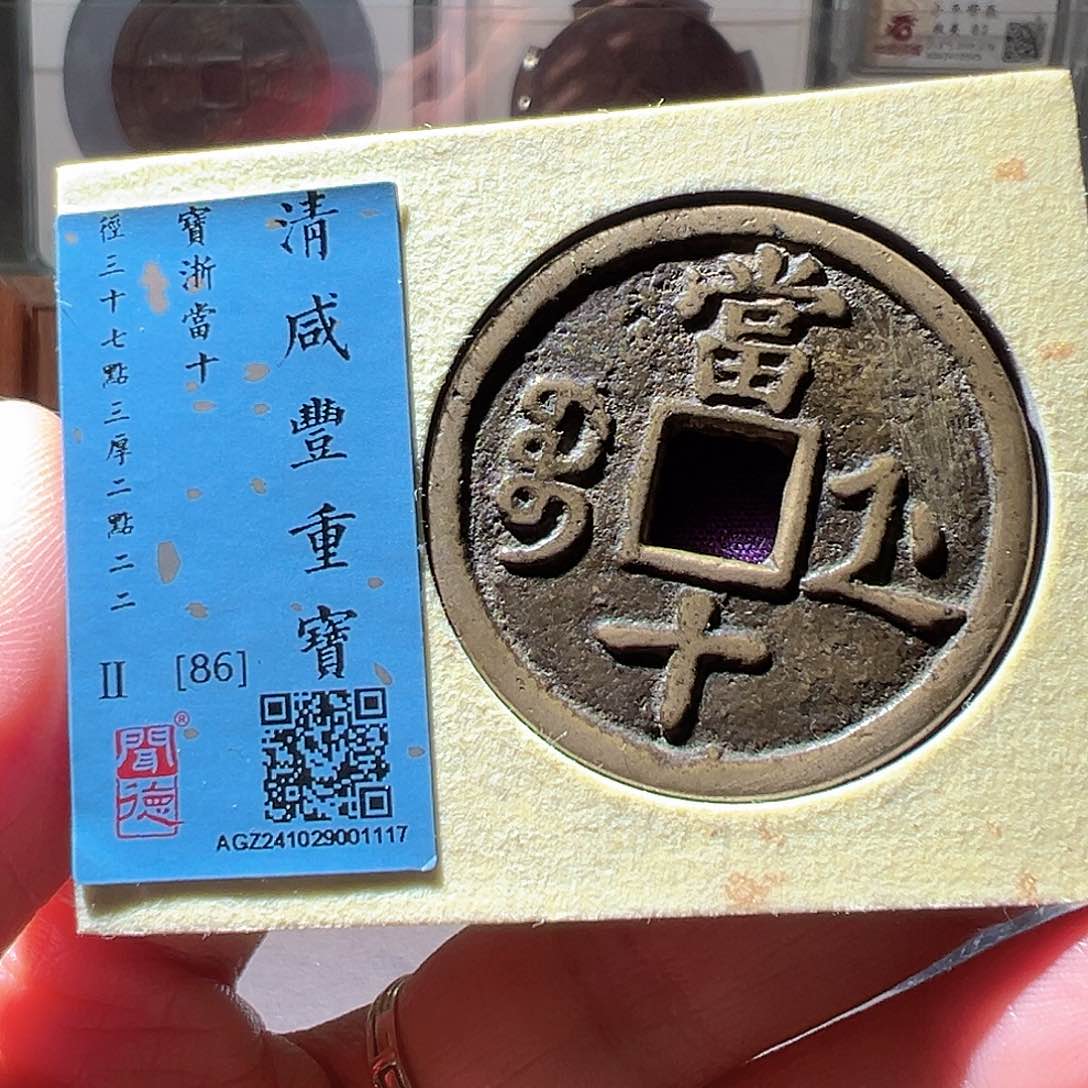 清咸豐重寶
寶浙當十
徑三十七點三厚二點二二
II [86]
聞德®
AGZ241029001117
當十